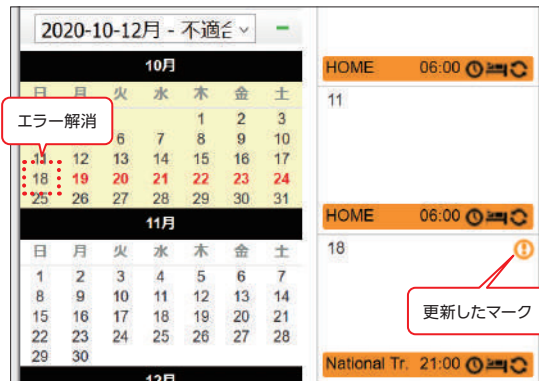 2020-10-12月 - 不適合
10月
日 月 火 水 木 金 土
エラー解消
1 2 3
6 7 8 9 10
11 12 13 14 15 16 17
18 19 20 21 22 23 24
25 26 27 28 29 30 31
11月
日 月 火 水 木 金 土
1 2 3 4 5 6 7
8 9 10 11 12 13 14
15 16 17 18 19 20 21
22 23 24 25 26 27 28
29 30
12月
HOME 06:00
11
HOME 06:00
18
更新したマーク
National Tr. 21:00